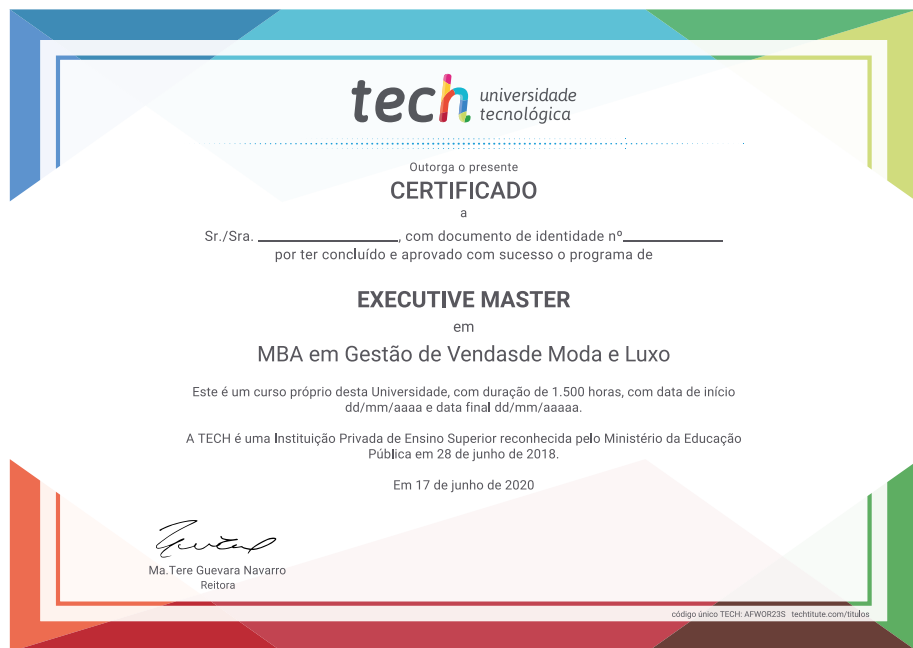 tech universidade
tecnológica
Outorga o presente
CERTIFICADO
a
Sr./Sra. ____________________, com documento de identidade nº______________
por ter concluído e aprovado com sucesso o programa de
EXECUTIVE MASTER
em
MBA em Gestão de Vendasde Moda e Luxo
Este é um curso próprio desta Universidade, com duração de 1.500 horas, com data de início
dd/mm/aaaa e data final dd/mm/aaaaa.
A TECH é uma Instituição Privada de Ensino Superior reconhecida pelo Ministério da Educação
Pública em 28 de junho de 2018.
Em 17 de junho de 2020
Ma.Tere Guevara Navarro
Reitora
código único TECH: AFWOR23S techtitute.com/titulos